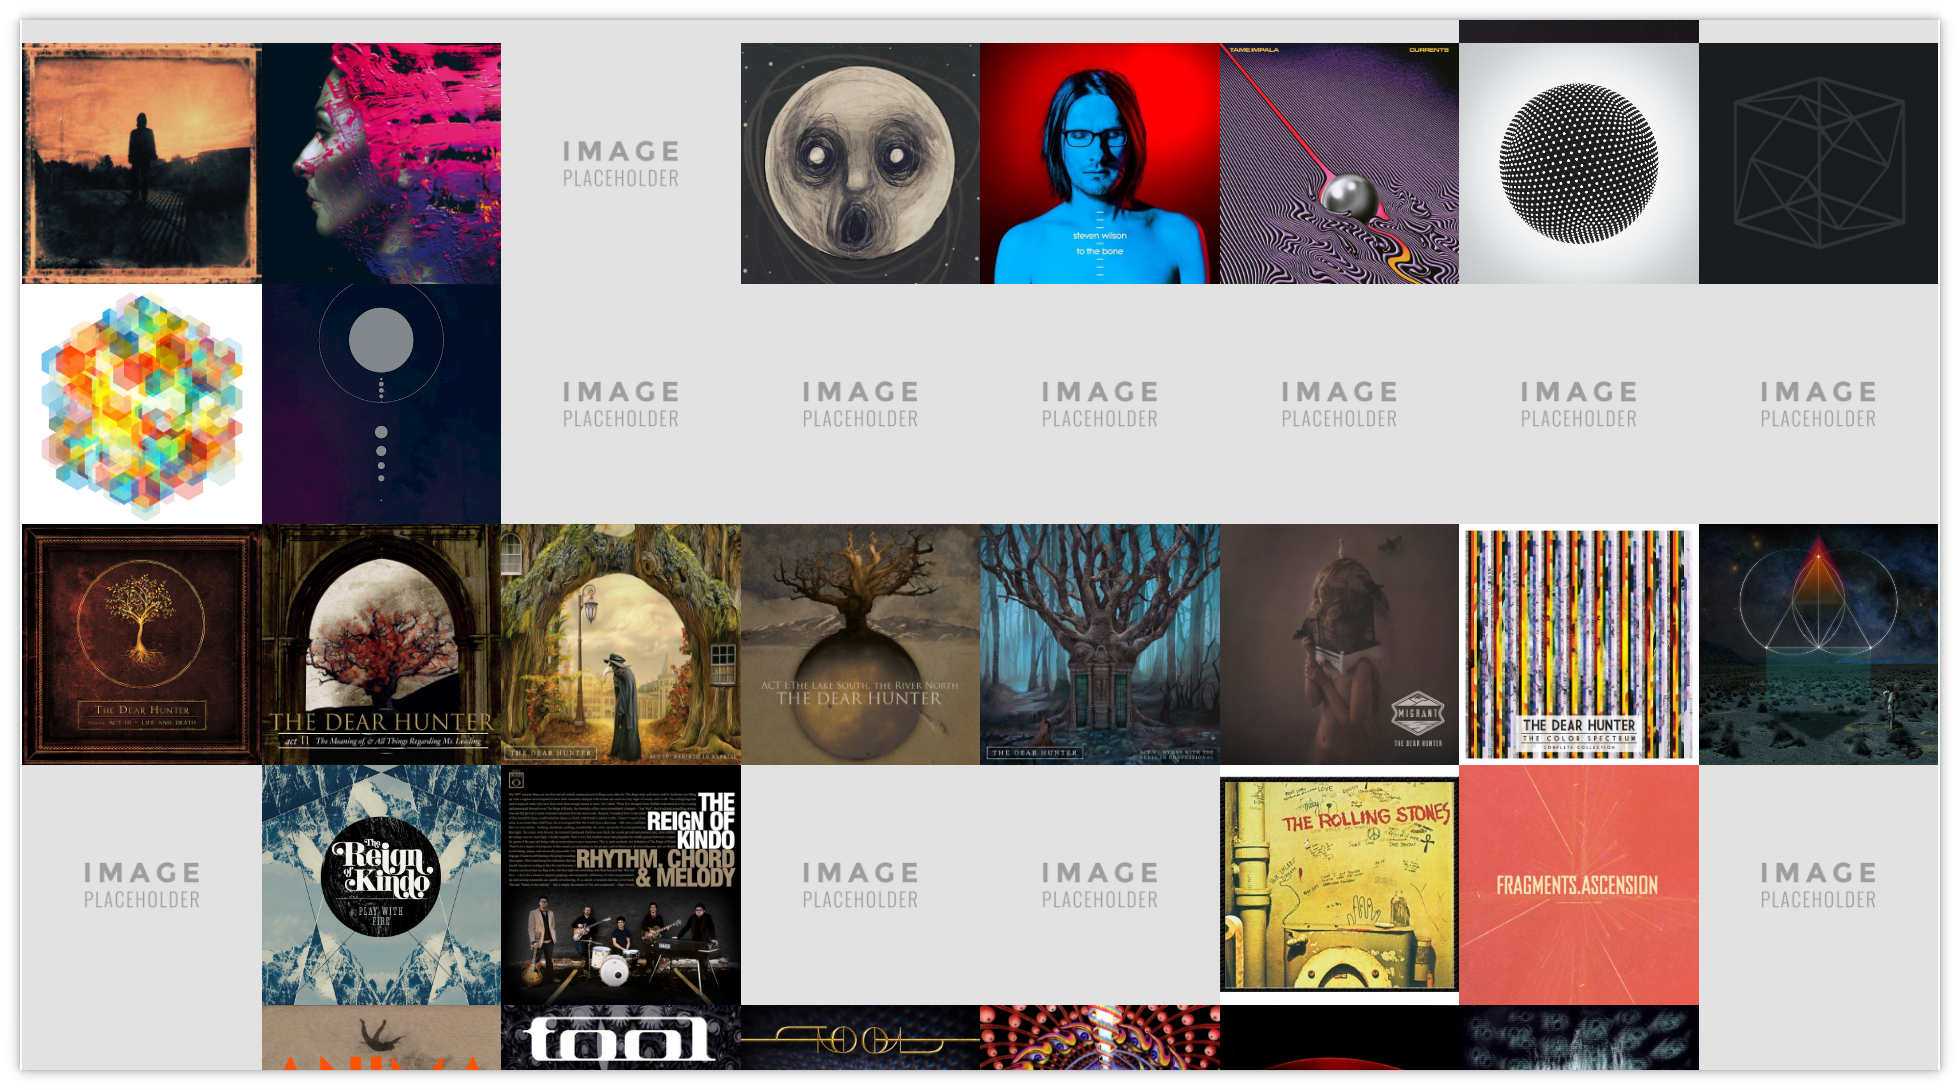 TAME IMPALA
CURRENTS
IMAGE
PLACEHOLDER
steven wilson
to the bone
IMAGE
PLACEHOLDER
IMAGE
PLACEHOLDER
IMAGE
PLACEHOLDER
IMAGE
PLACEHOLDER
IMAGE
PLACEHOLDER
IMAGE
PLACEHOLDER
THE DEAR HUNTER
ACT III - LIFE AND DEATH
THE DEAR HUNTER
act II The Meaning of, & All Things Regarding Ms. Leading
THE DEAR HUNTER
ACT IV: REBIRTH IN REPRISE
ACT I: THE LAKE SOUTH, THE RIVER NORTH
THE DEAR HUNTER
THE DEAR HUNTER
ACT V: HYMNS WITH THE
DEVIL IN CONFESSIONAL
MIGRANT
THE DEAR HUNTER
THE DEAR HUNTER
THE COLOR SPECTRUM
COMPLETE COLLECTION
IMAGE
PLACEHOLDER
The
Reign
of
Kindo
PLAY WITH
FIRE
THE
REIGN OF
KINDO
RHYTHM, CHORD
& MELODY
IMAGE
PLACEHOLDER
IMAGE
PLACEHOLDER
THE ROLLING STONES
FRAGMENTS.ASCENSION
IMAGE
PLACEHOLDER
ANIMA
tool
TOOL